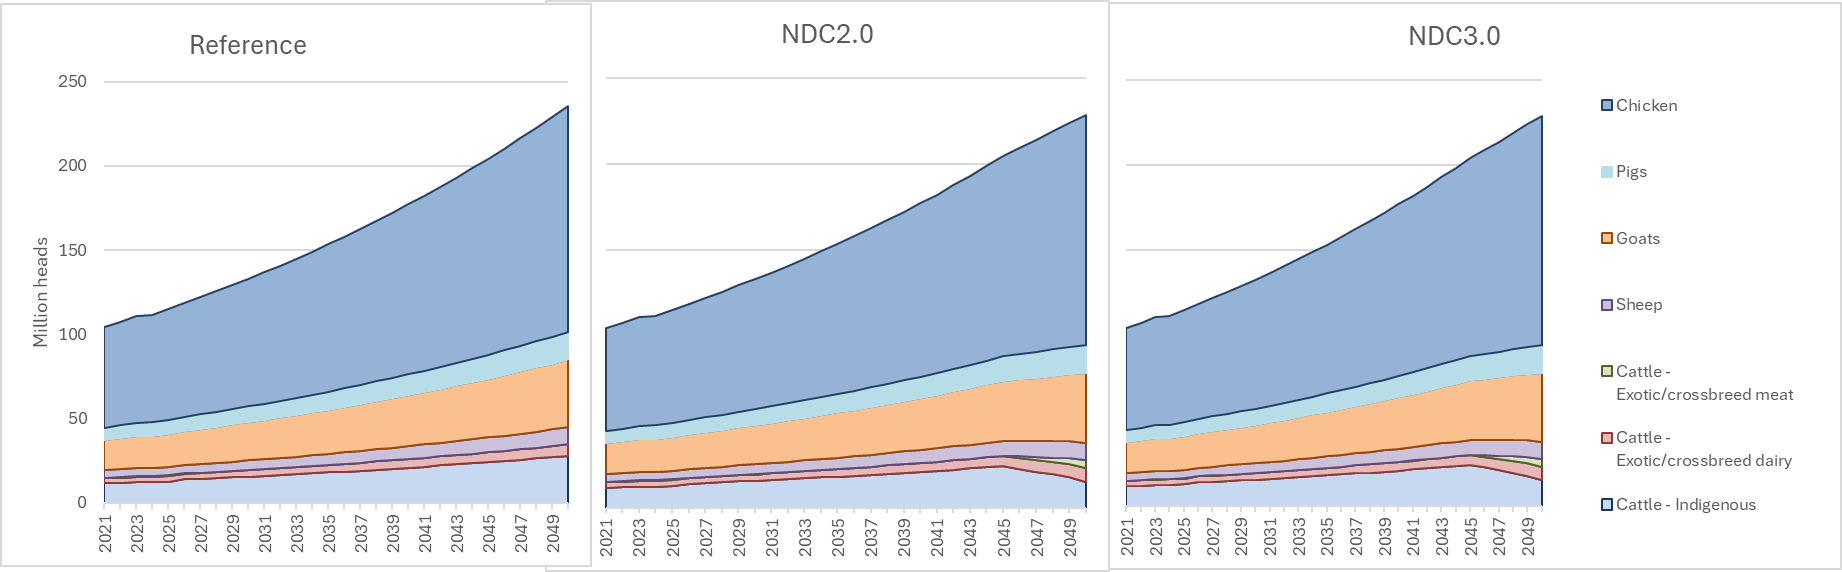 Reference
NDC2.0
NDC3.0
Million heads
250
200
150
100
50
0
2021 2023 2025 2027 2029 2031 2033 2035 2037 2039 2041 2043 2045 2047 2049
2021 2023 2025 2027 2029 2031 2033 2035 2037 2039 2041 2043 2045 2047 2049
2021 2023 2025 2027 2029 2031 2033 2035 2037 2039 2041 2043 2045 2047 2049
Chicken
Pigs
Goats
Sheep
Cattle -
Exotic/crossbreed meat
Cattle -
Exotic/crossbreed dairy
Cattle - Indigenous